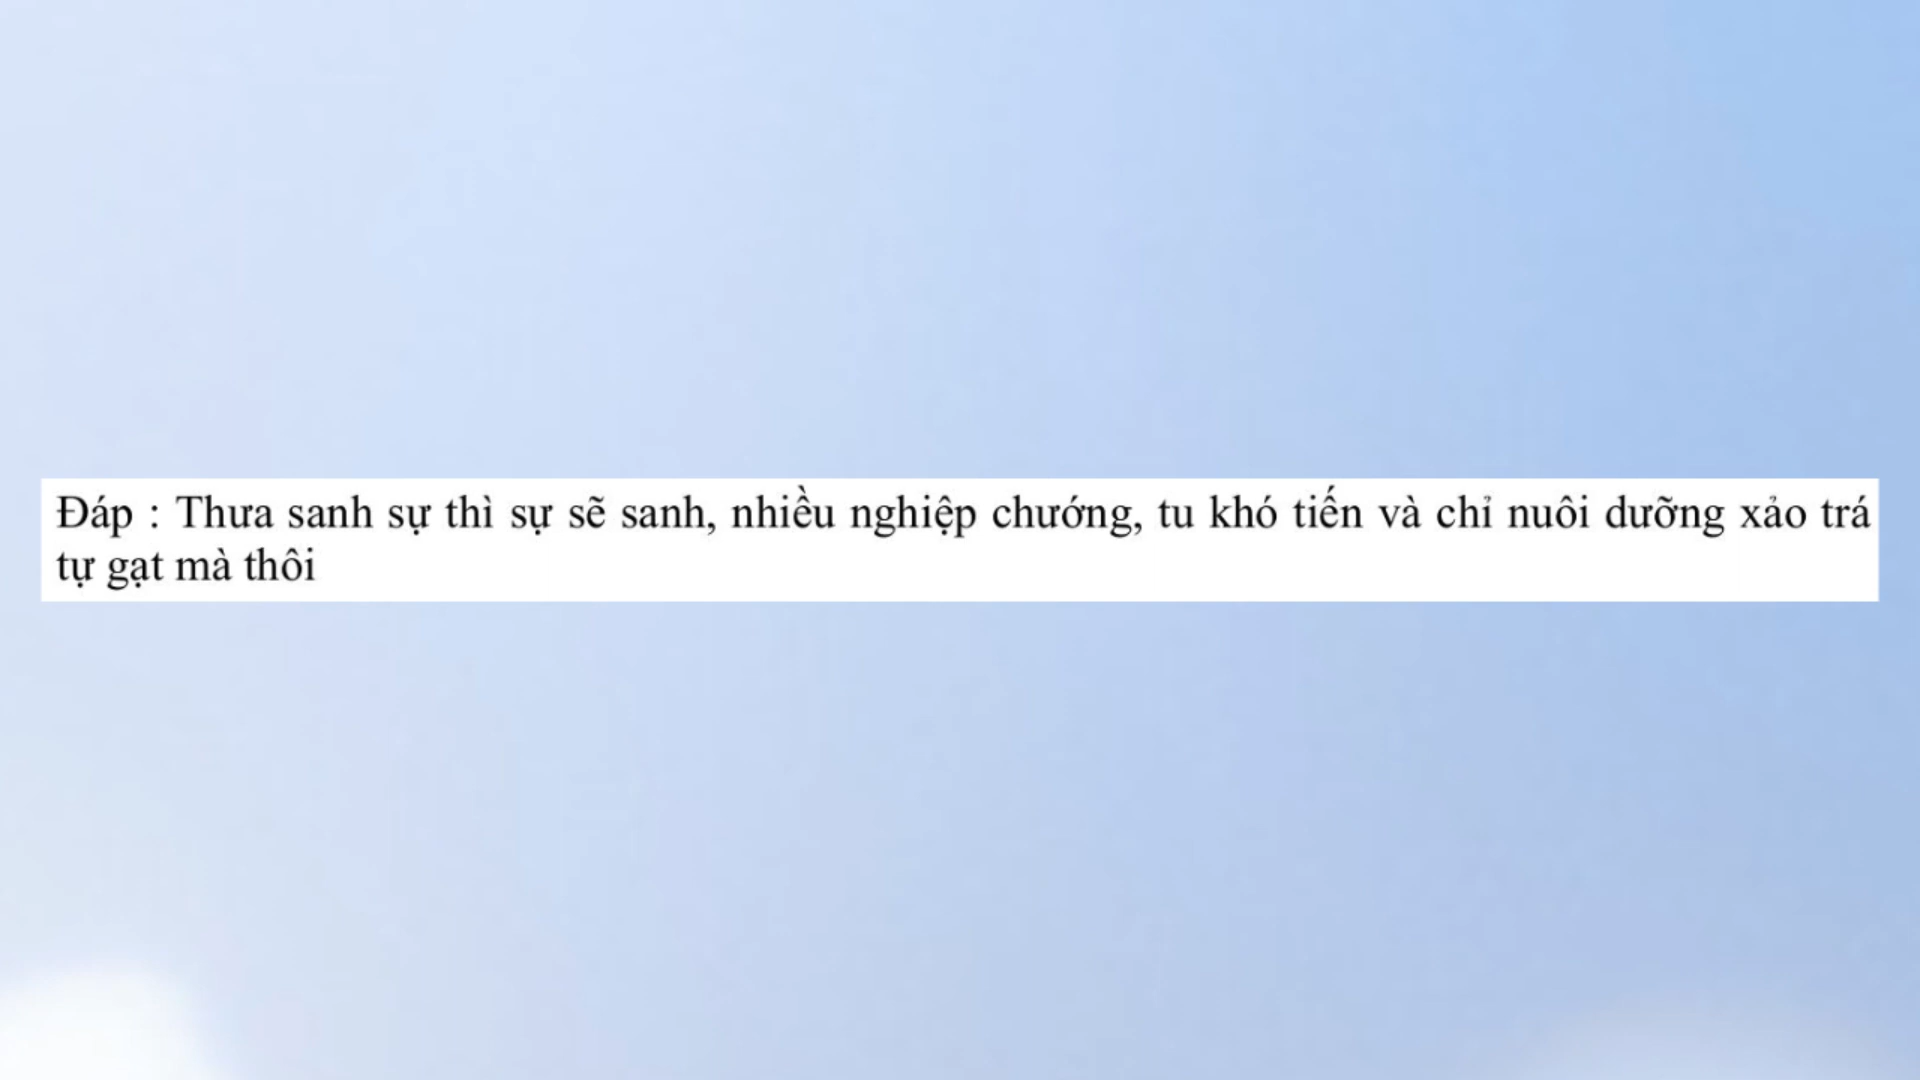 Đáp : Thưa sanh sự thì sự sẽ sanh, nhiều nghiệp chướng, tu khó tiến và chỉ nuôi dưỡng xảo trá
tự gạt mà thôi